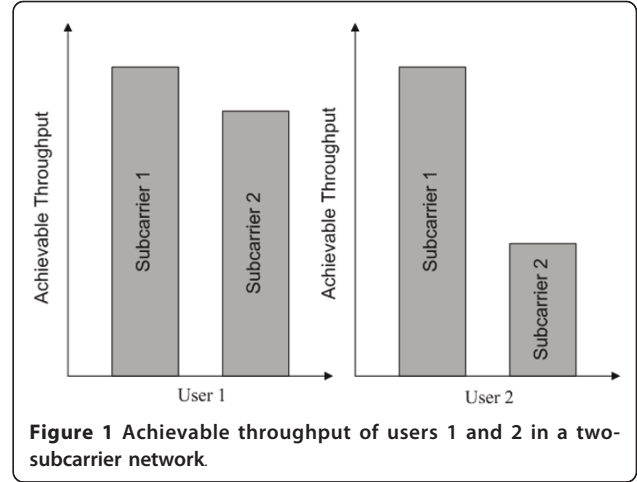 Achievable Throughput
Subcarrier 1
Subcarrier 2
User 1
Achievable Throughput
Subcarrier 1
Subcarrier 2
User 2
Figure 1 Achievable throughput of users 1 and 2 in a two-
subcarrier network.